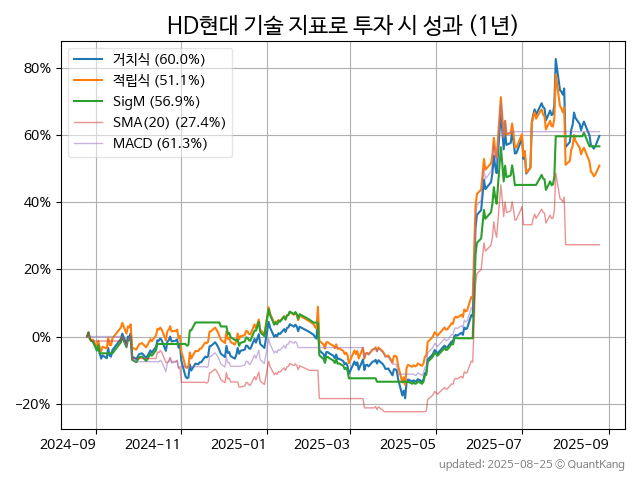 HD현대 기술 지표로 투자 시 성과 (1년)
거치식 (60.0%)
적립식 (51.1%)
SigM (56.9%)
SMA(20) (27.4%)
MACD (61.3%)
80%
60%
40%
20%
0%
−20%
2024-09 2024-11 2025-01 2025-03 2025-05 2025-07 2025-09
updated: 2025-08-25 © QuantKang